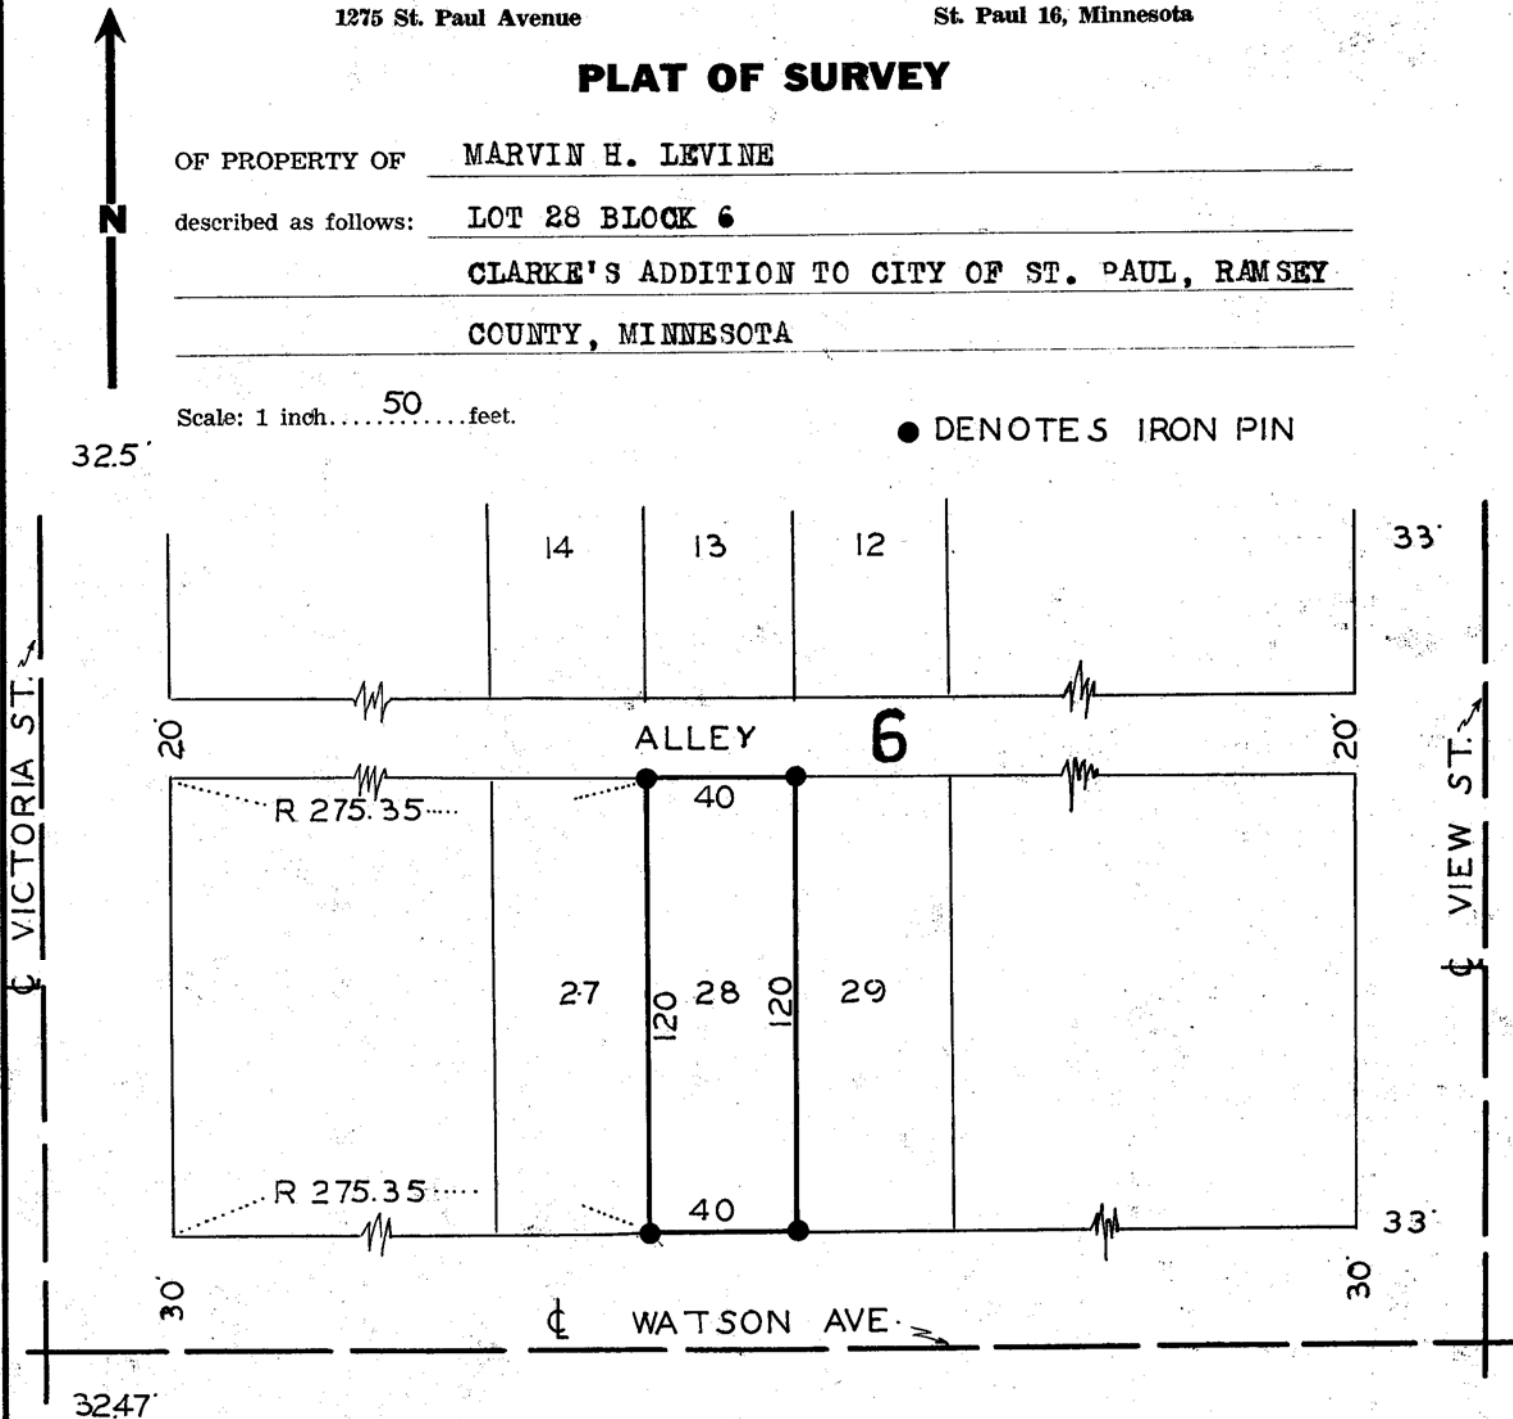 1275 St. Paul Avenue St. Paul 16, Minnesota
PLAT OF SURVEY
OF PROPERTY OF MARVIN H. LEVINE
N
described as follows: LOT 28 BLOCK 6
CLARKE'S ADDITION TO CITY OF ST. PAUL, RAMSEY
COUNTY, MINNESOTA
Scale: 1 inch....50....feet.
● DENOTES IRON PIN
32.5'
14 13 12 33'
20' ALLEY 6 20'
R 275.35 40
℄ VICTORIA ST.
℄ VIEW ST.
27 120 28 120 29
R 275.35 40 33'
30' 30'
℄ WATSON AVE.
32.47'